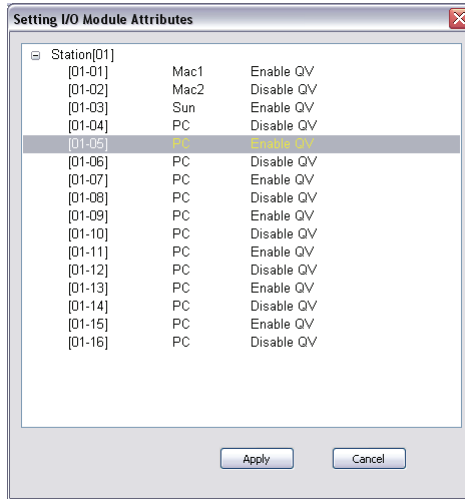 Setting I/O Module Attributes
Station[01]
[01-01] Mac1 Enable QV
[01-02] Mac2 Disable QV
[01-03] Sun Enable QV
[01-04] PC Disable QV
[01-05] PC Enable QV
[01-06] PC Disable QV
[01-07] PC Enable QV
[01-08] PC Disable QV
[01-09] PC Enable QV
[01-10] PC Disable QV
[01-11] PC Enable QV
[01-12] PC Disable QV
[01-13] PC Enable QV
[01-14] PC Disable QV
[01-15] PC Enable QV
[01-16] PC Disable QV
Apply Cancel